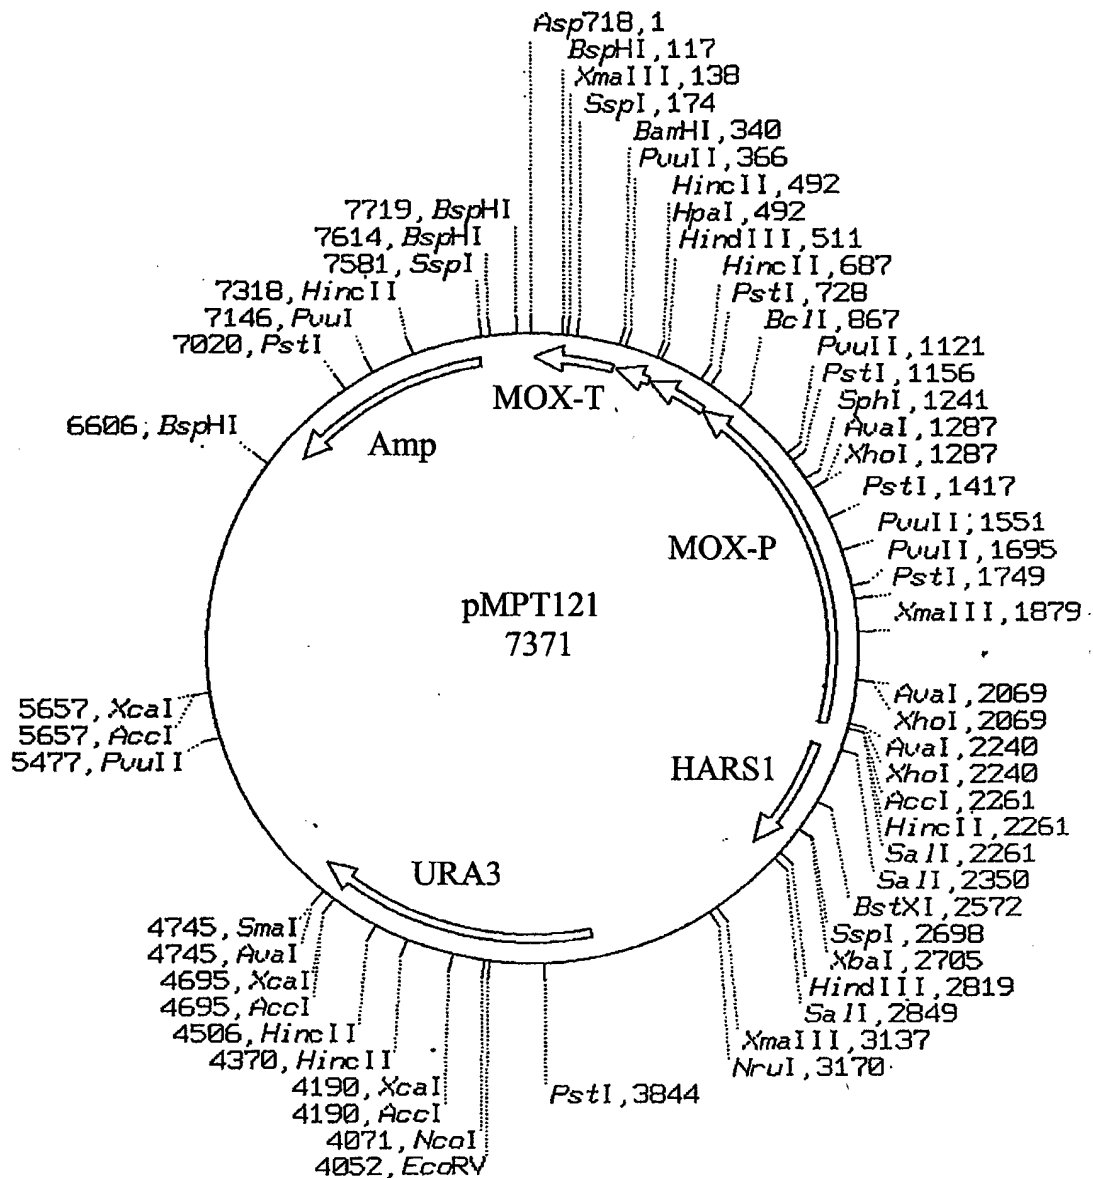 Asp718,1
BspHI,117
XmaIII,138
SspI,174
BamHI,340
PvuII,366
HincII,492
HpaI,492
HindIII,511
HincII,687
PstI,728
BclI,867
PvuII,1121
PstI,1156
SphI,1241
AvaI,1287
XhoI,1287
PstI,1417
PvuII,1551
PvuII,1695
PstI,1749
XmaIII,1879
AvaI,2069
XhoI,2069
AvaI,2240
XhoI,2240
AccI,2261
HincII,2261
SalI,2261
SalI,2350
BstXI,2572
SspI,2698
XbaI,2705
HindIII,2819
SalI,2849
XmaIII,3137
NruI,3170
PstI,3844
4052,EcoRV
4071,NcoI
4190,AccI
4190,XcaI
4370,HincII
4506,HincII
4695,AccI
4695,XcaI
4745,AvaI
4745,SmaI
5477,PvuII
5657,AccI
5657,XcaI
6606,BspHI
7020,PstI
7146,PvuI
7318,HincII
7581,SspI
7614,BspHI
7719,BspHI
MOX-T
Amp
MOX-P
pMPT121
7371
HARS1
URA3